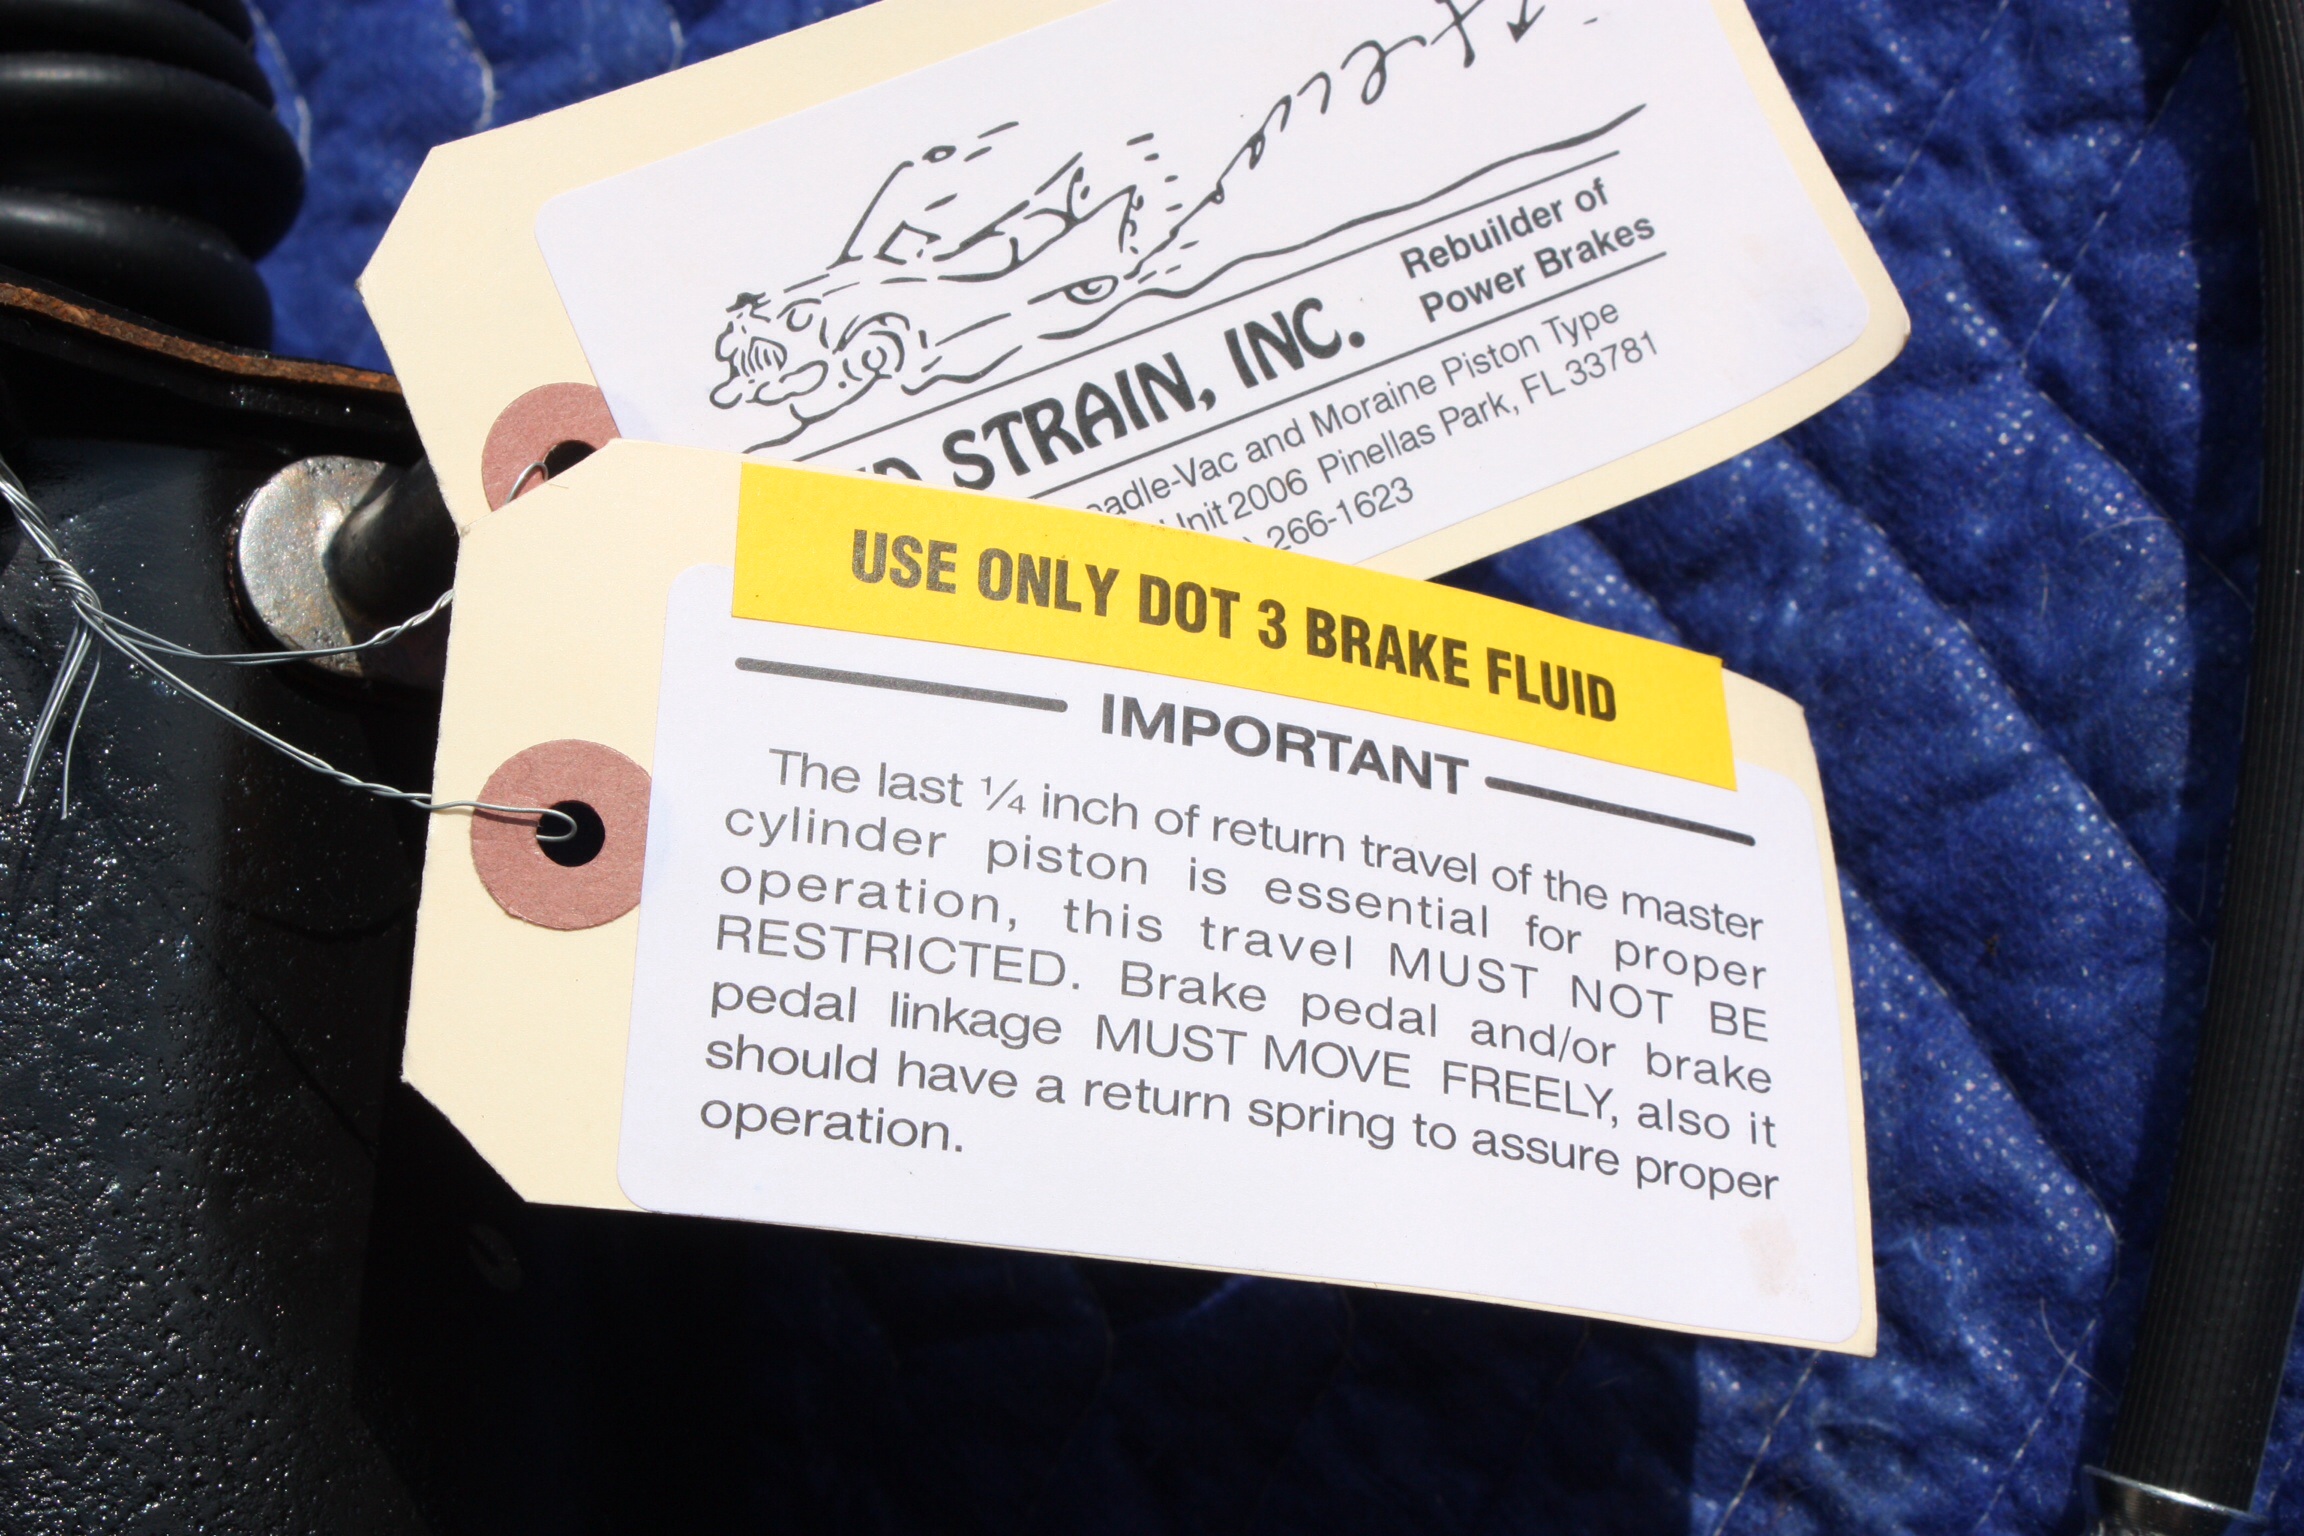 STRAIN, INC.
Rebuilder of
Power Brakes
and Moraine Piston Type
2006 Pinellas Park, FL 33781
266-1623
USE ONLY DOT 3 BRAKE FLUID
IMPORTANT
The last ¼ inch of return travel of the master
cylinder piston is essential for proper
operation, this travel MUST NOT BE
RESTRICTED. Brake pedal and/or brake
pedal linkage MUST MOVE FREELY, also it
should have a return spring to assure proper
operation.